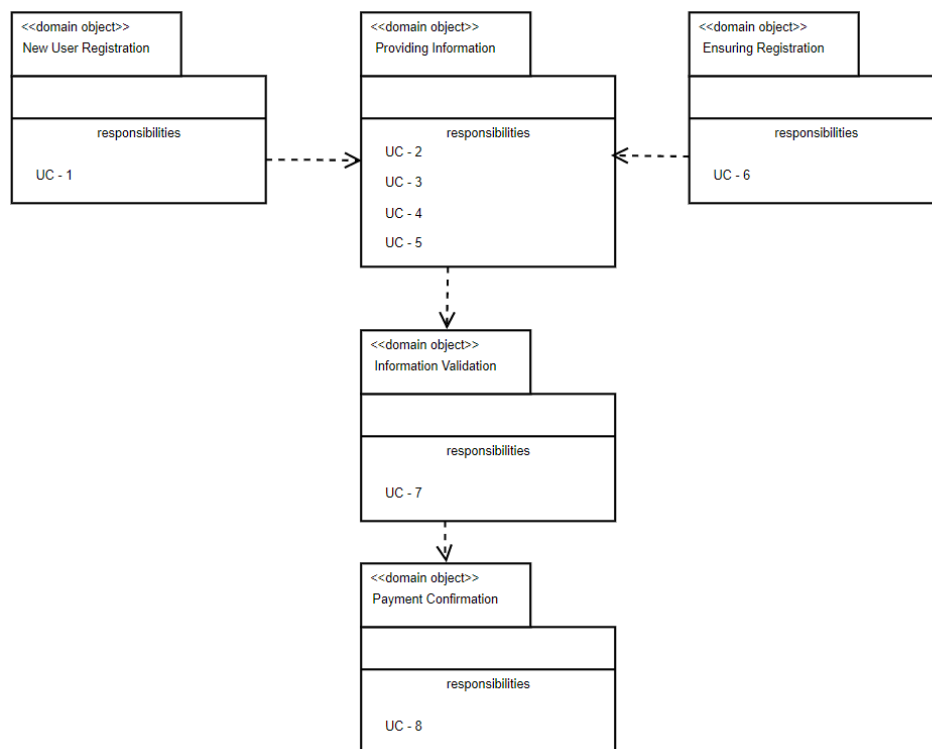 <<domain object>>
New User Registration
responsibilities
UC - 1
<<domain object>>
Providing Information
responsibilities
UC - 2
UC - 3
UC - 4
UC - 5
<<domain object>>
Ensuring Registration
responsibilities
UC - 6
<<domain object>>
Information Validation
responsibilities
UC - 7
<<domain object>>
Payment Confirmation
responsibilities
UC - 8